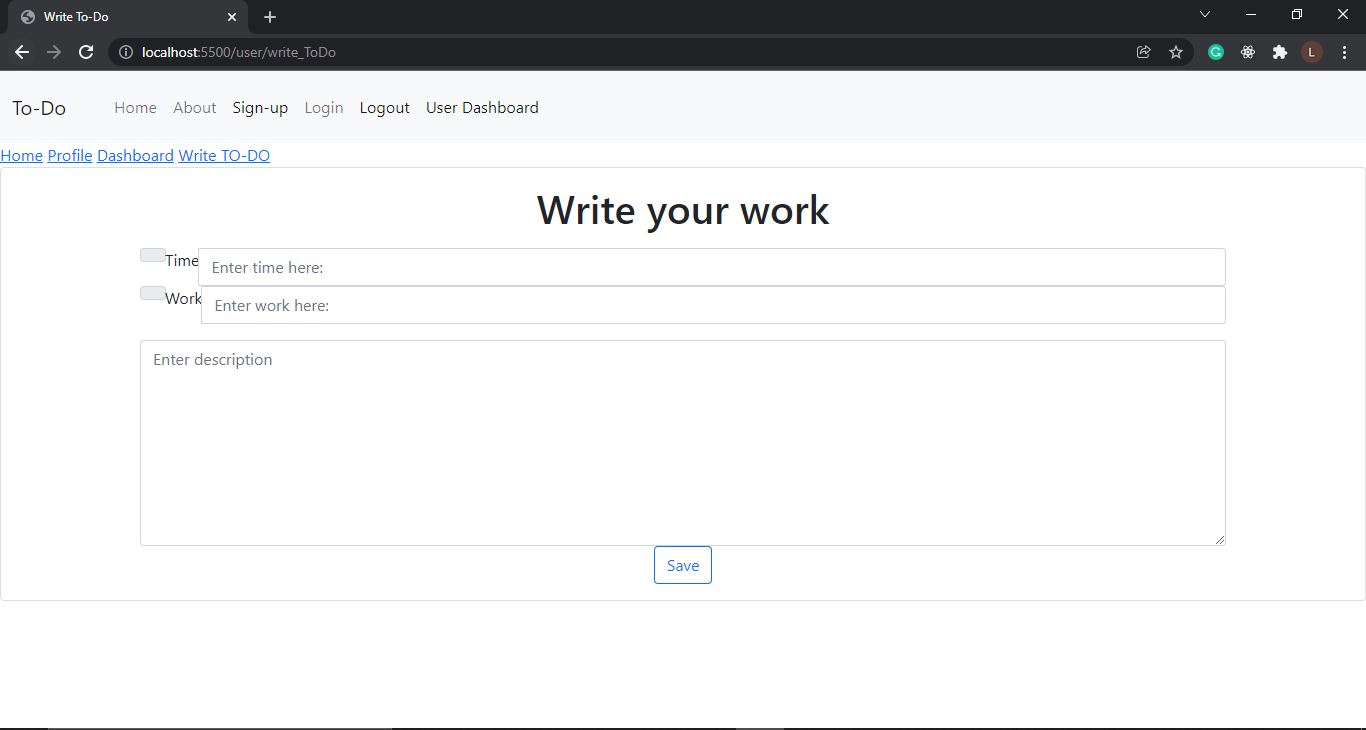 Write To-Do
localhost:5500/user/write_ToDo
G
L
To-Do Home About Sign-up Login Logout User Dashboard
Home Profile Dashboard Write TO-DO
Write your work
Time Enter time here:
Work Enter work here:
Enter description
Save